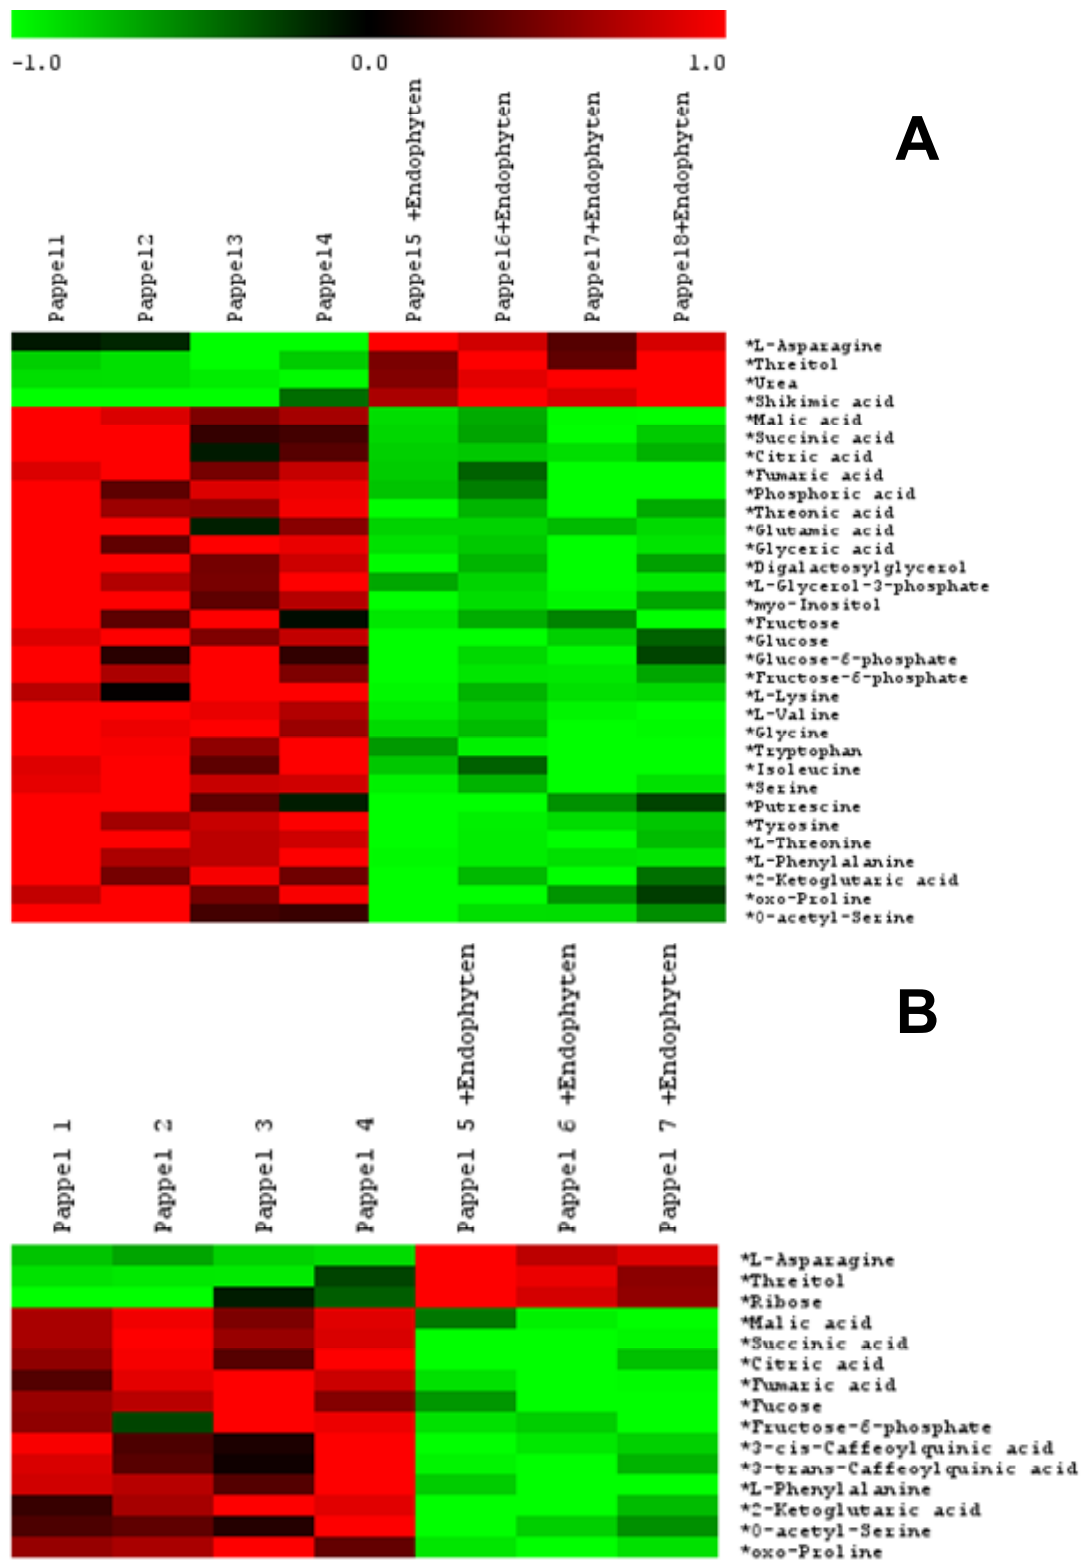 -1.0 0.0 1.0
A
Pappel1 Pappel2 Pappel3 Pappel4 Pappel5 +Endophyten Pappel6+Endophyten Pappel7+Endophyten Pappel8+Endophyten
*L-Asparagine
*Threitol
*Urea
*Shikimic acid
*Malic acid
*Succinic acid
*Citric acid
*Fumaric acid
*Phosphoric acid
*Threonic acid
*Glutamic acid
*Glyceric acid
*Digalactosylglycerol
*L-Glycerol-3-phosphate
*myo-Inositol
*Fructose
*Glucose
*Glucose-6-phosphate
*Fructose-6-phosphate
*L-Lysine
*L-Valine
*Glycine
*Tryptophan
*Isoleucine
*Serine
*Putrescine
*Tyrosine
*L-Threonine
*L-Phenylalanine
*2-Ketoglutaric acid
*oxo-Proline
*O-acetyl-Serine
B
Pappel 1 Pappel 2 Pappel 3 Pappel 4 Pappel 5 +Endophyten Pappel 6 +Endophyten Pappel 7 +Endophyten
*L-Asparagine
*Threitol
*Ribose
*Malic acid
*Succinic acid
*Citric acid
*Fumaric acid
*Fucose
*Fructose-6-phosphate
*3-cis-Caffeoylquinic acid
*3-trans-Caffeoylquinic acid
*L-Phenylalanine
*2-Ketoglutaric acid
*O-acetyl-Serine
*oxo-Proline